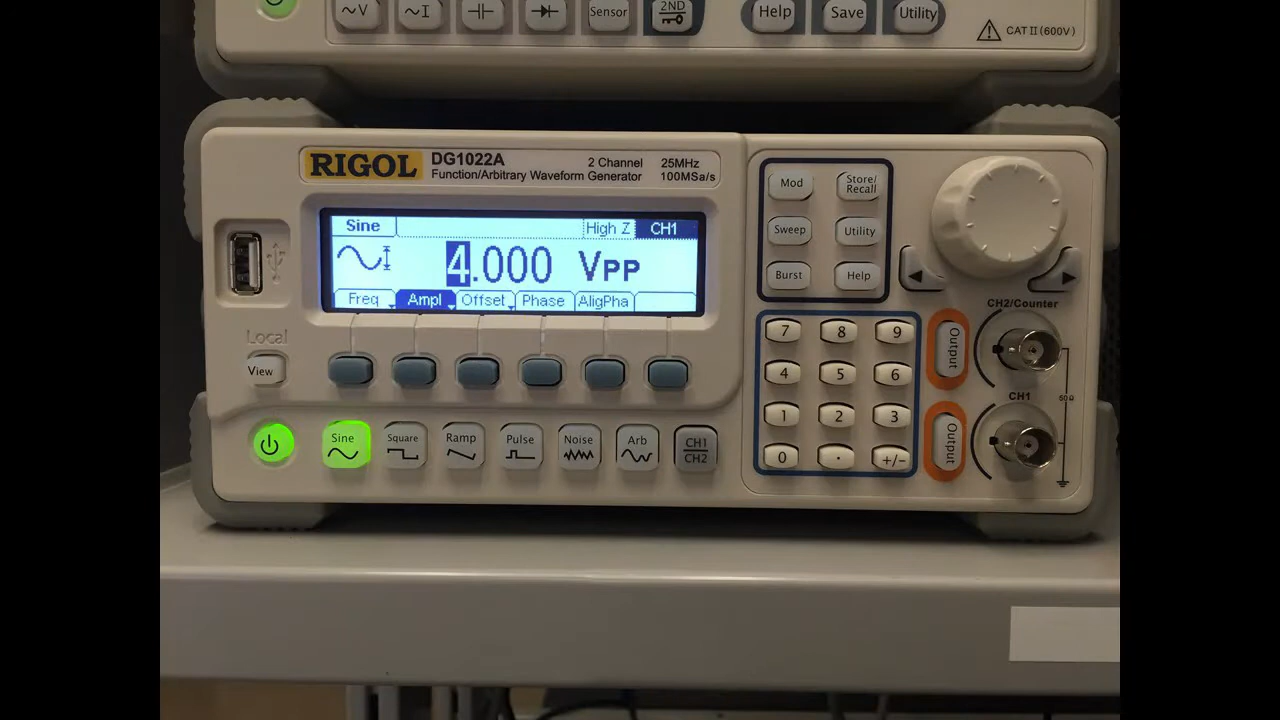 ~V ~I Sensor 2ND Help Save Utility
CAT II (600V)
RIGOL DG1022A 2 Channel 25MHz
Function/Arbitrary Waveform Generator 100MSa/s
Sine High Z CH1
4.000 VPP
Freq Ampl Offset Phase AligPha
Local
View
Sine Square Ramp Pulse Noise Arb CH1 CH2
Mod Store/ Recall
Sweep Utility
Burst Help
7 8 9
4 5 6
1 2 3
0 . +/-
CH2/Counter
Output
CH1
50Ω
Output